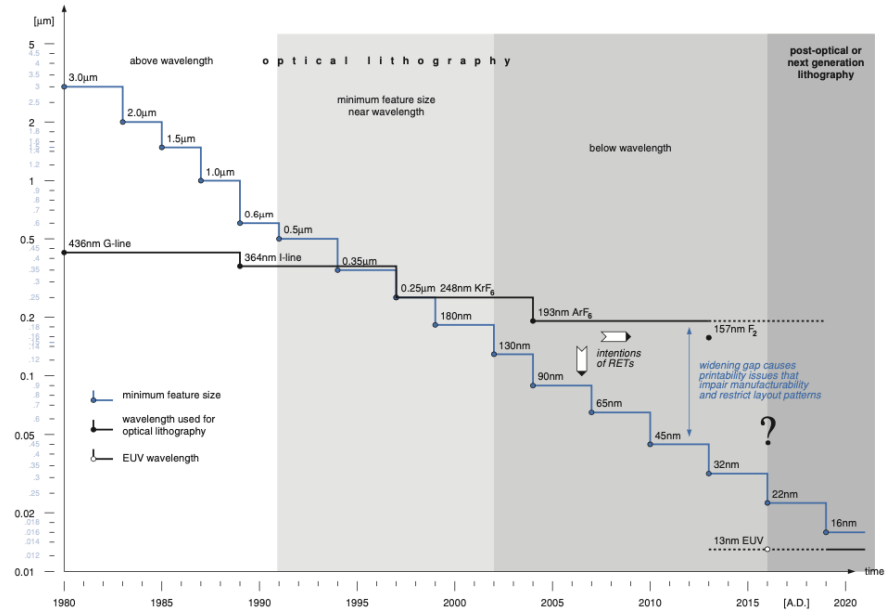 [µm]
above wavelength
optical lithography
post-optical or
next generation
lithography
minimum feature size
near wavelength
below wavelength
5
4.5
4
3.5
3
2.5
2
1.8
1.2
1
.9
.8
.7
.6
0.5
.45
.4
.35
.3
.25
0.2
.18
.12
0.1
.9
.8
.7
.6
0.05
.45
.4
.35
.3
.25
0.02
.018
.016
.014
.012
0.01
3.0µm
2.0µm
1.5µm
1.0µm
0.6µm
0.5µm
436nm G-line
364nm I-line
0.35µm
0.25µm 248nm KrF6
180nm
193nm ArF6
157nm F2
130nm
intentions
of RETs
90nm
65nm
45nm
32nm
22nm
16nm
widening gap causes
printability issues that
impair manufacturability
and restrict layout patterns
?
13nm EUV
minimum feature size
wavelength used for
optical lithography
EUV wavelength
time
1980
1985
1990
1995
2000
2005
2010
2015
[A.D.]
2020